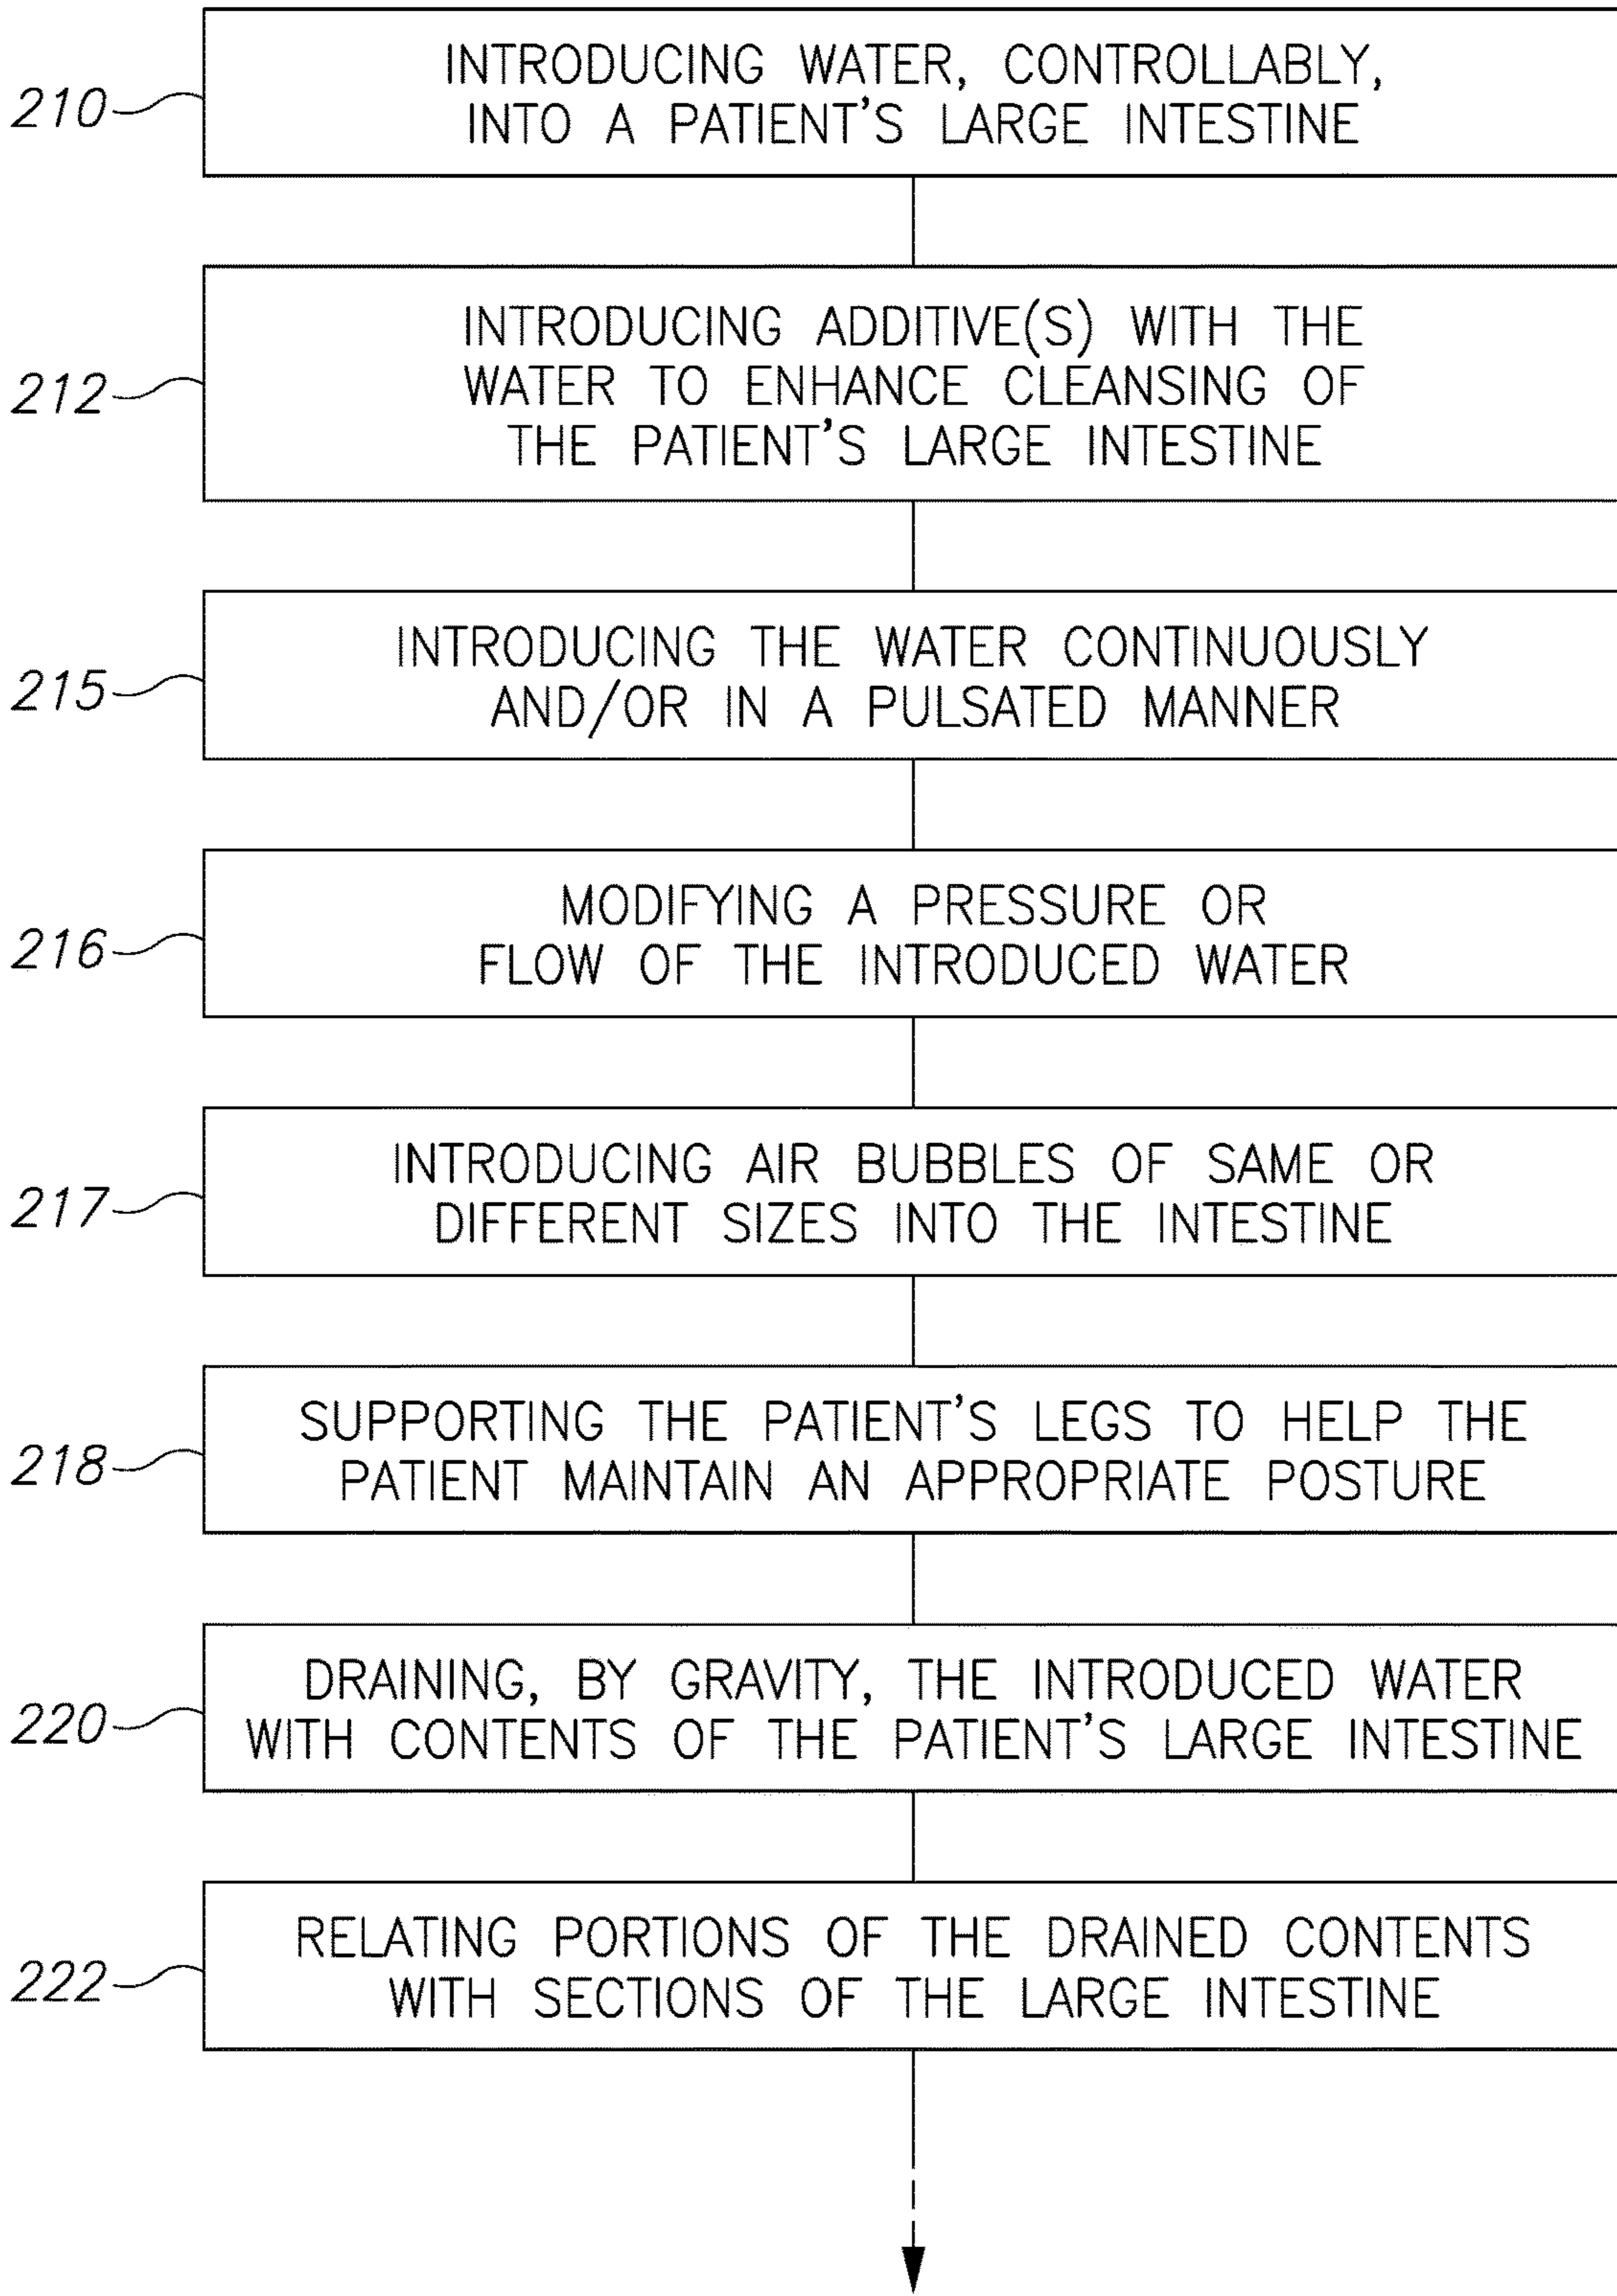 210
INTRODUCING WATER, CONTROLLABLY,
INTO A PATIENT'S LARGE INTESTINE
212
INTRODUCING ADDITIVE(S) WITH THE
WATER TO ENHANCE CLEANSING OF
THE PATIENT'S LARGE INTESTINE
215
INTRODUCING THE WATER CONTINUOUSLY
AND/OR IN A PULSATED MANNER
216
MODIFYING A PRESSURE OR
FLOW OF THE INTRODUCED WATER
217
INTRODUCING AIR BUBBLES OF SAME OR
DIFFERENT SIZES INTO THE INTESTINE
218
SUPPORTING THE PATIENT'S LEGS TO HELP THE
PATIENT MAINTAIN AN APPROPRIATE POSTURE
220
DRAINING, BY GRAVITY, THE INTRODUCED WATER
WITH CONTENTS OF THE PATIENT'S LARGE INTESTINE
222
RELATING PORTIONS OF THE DRAINED CONTENTS
WITH SECTIONS OF THE LARGE INTESTINE